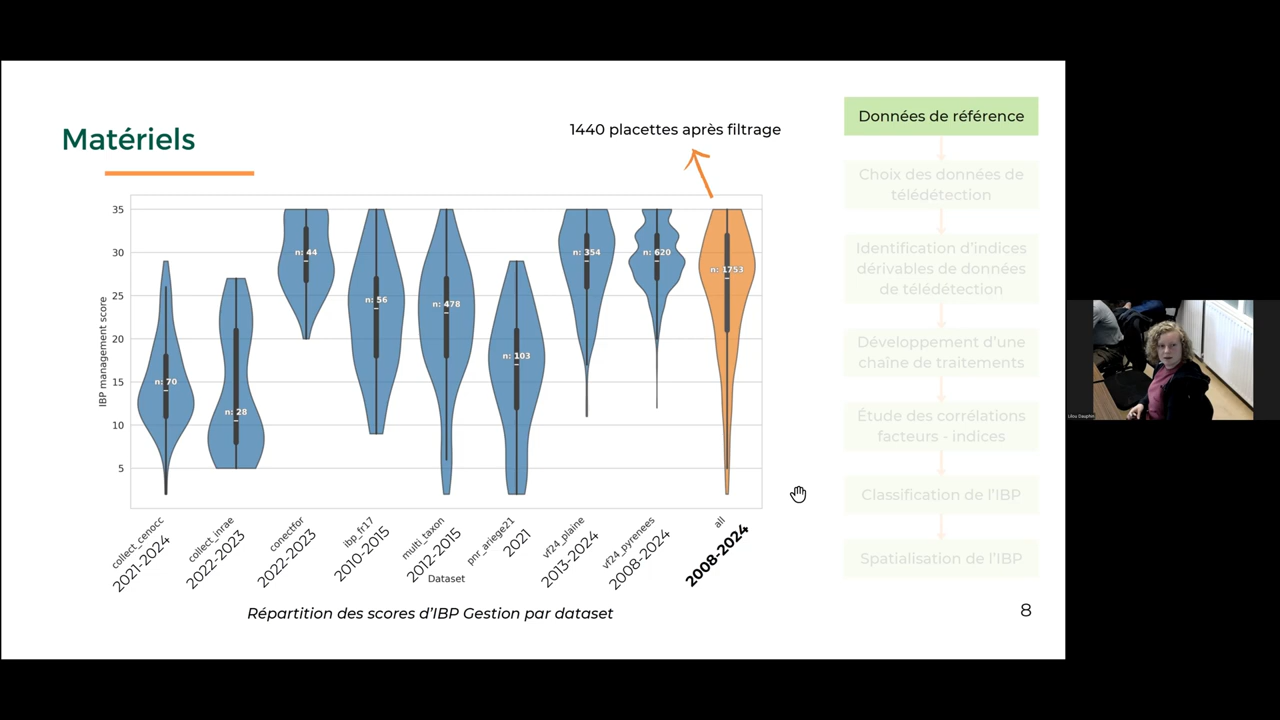 Matériels
1440 placettes après filtrage
35
30
25
20
15
10
5
IBP management score
n: 70
n: 28
n: 44
n: 56
n: 478
n: 103
n: 354
n: 620
n: 1753
collect_cenocc
2021-2024
collect_inrae
2022-2023
conectfor
2022-2023
ibp_fr17
2010-2015
multi_taxon
2012-2015
pnr_ariege21
2021
vf24_plaine
2013-2024
vf24_pyrenees
2008-2024
all
2008-2024
Dataset
Répartition des scores d’IBP Gestion par dataset
Données de référence
Choix des données de
télédétection
Identification d’indices
dérivables de données
de télédétection
Développement d’une
chaîne de traitements
Étude des corrélations
facteurs - indices
Classification de l’IBP
Spatialisation de l’IBP
8
Lilou Dauphin